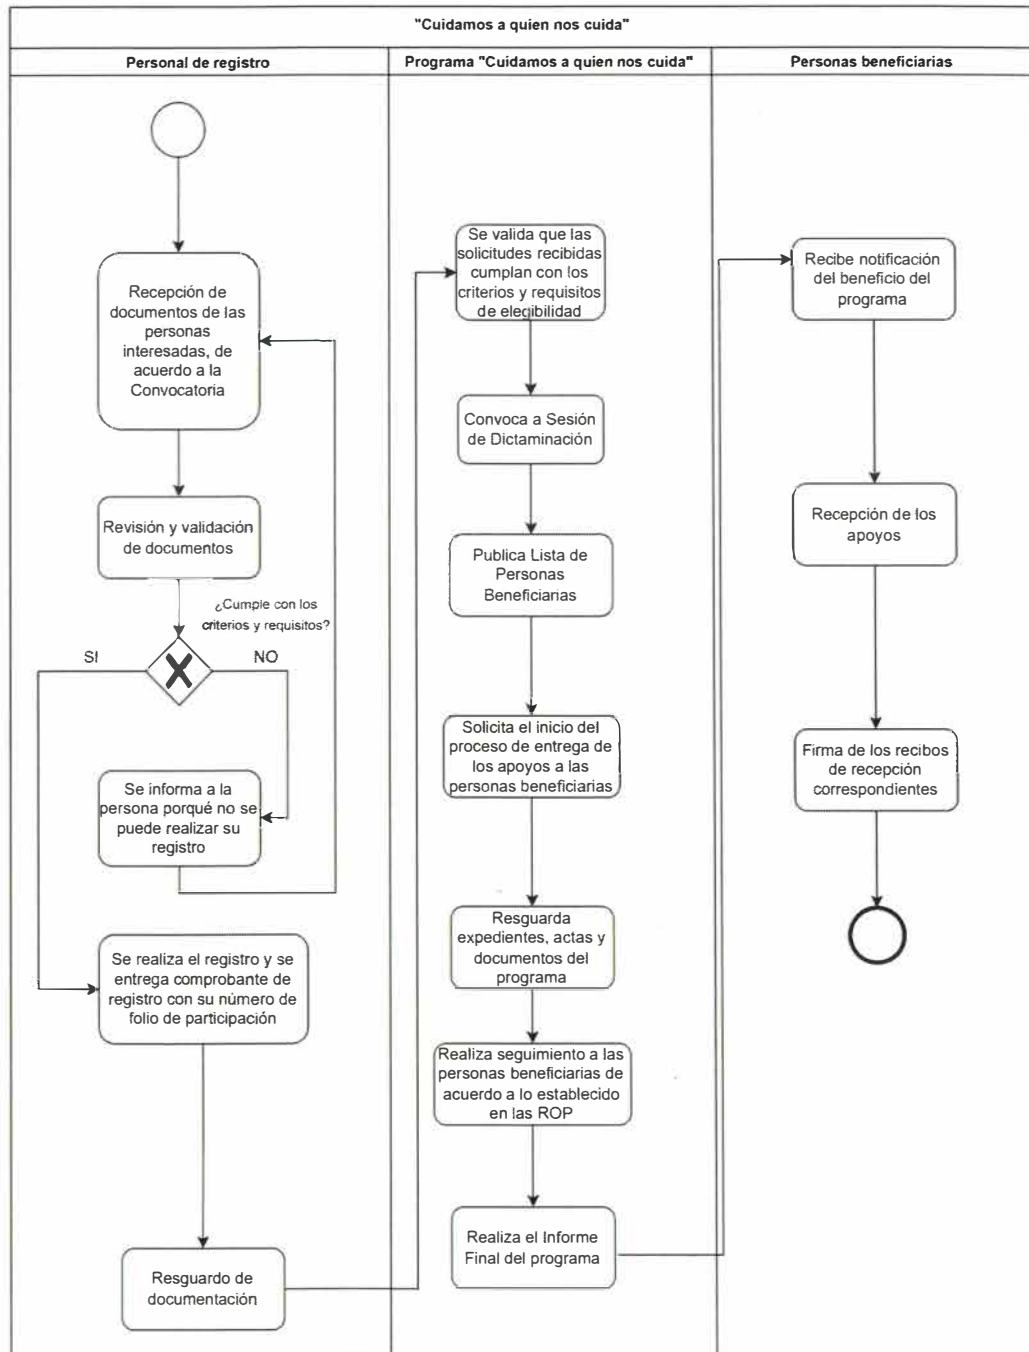 "Cuidamos a quien nos cuida"
Personal de registro
Programa "Cuidamos a quien nos cuida"
Personas beneficiarias
Recepción de
documentos de las
personas
interesadas, de
acuerdo a la
Convocatoria
Revisión y validación
de documentos
¿Cumple con los
criterios y requisitos?
SI
NO
Se informa a la
persona porqué no se
puede realizar su
registro
Se realiza el registro y se
entrega comprobante de
registro con su número de
folio de participación
Resguardo de
documentación
Se valida que las
solicitudes recibidas
cumplan con los
criterios y requisitos
de elegibilidad
Convoca a Sesión
de Dictaminación
Publica Lista de
Personas
Beneficiarias
Solicita el inicio del
proceso de entrega de
los apoyos a las
personas beneficiarias
Resguarda
expedientes, actas y
documentos del
programa
Realiza seguimiento a las
personas beneficiarias de
acuerdo a lo establecido
en las ROP
Realiza el Informe
Final del programa
Recibe notificación
del beneficio del
programa
Recepción de los
apoyos
Firma de los recibos
de recepción
correspondientes